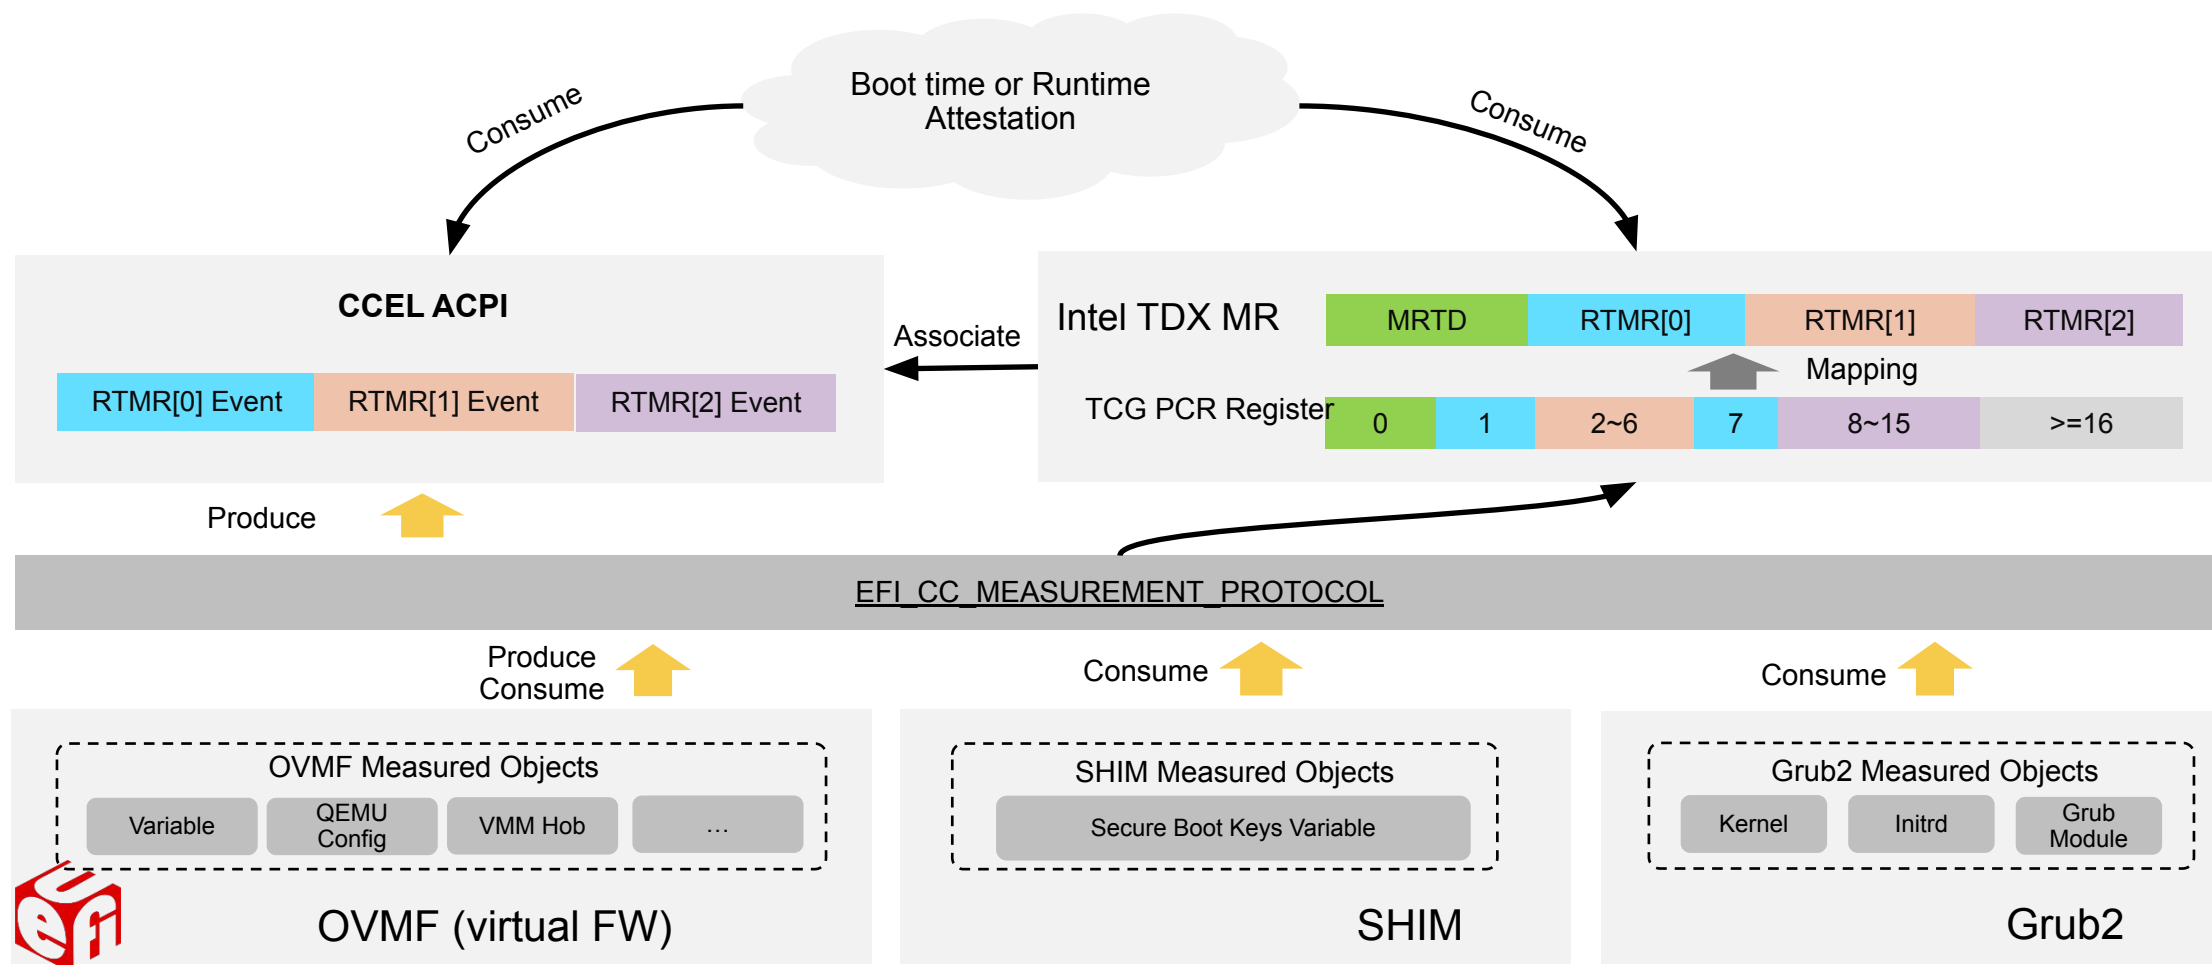 Boot time or Runtime
Attestation
Consume
Consume
CCEL ACPI
RTMR[0] Event
RTMR[1] Event
RTMR[2] Event
Associate
Intel TDX MR
MRTD
RTMR[0]
RTMR[1]
RTMR[2]
Mapping
TCG PCR Register
0
1
2~6
7
8~15
>=16
Produce
EFI_CC_MEASUREMENT_PROTOCOL
Produce
Consume
Consume
Consume
OVMF Measured Objects
Variable
QEMU
Config
VMM Hob
...
OVMF (virtual FW)
UEFI
SHIM Measured Objects
Secure Boot Keys Variable
SHIM
Grub2 Measured Objects
Kernel
Initrd
Grub
Module
Grub2